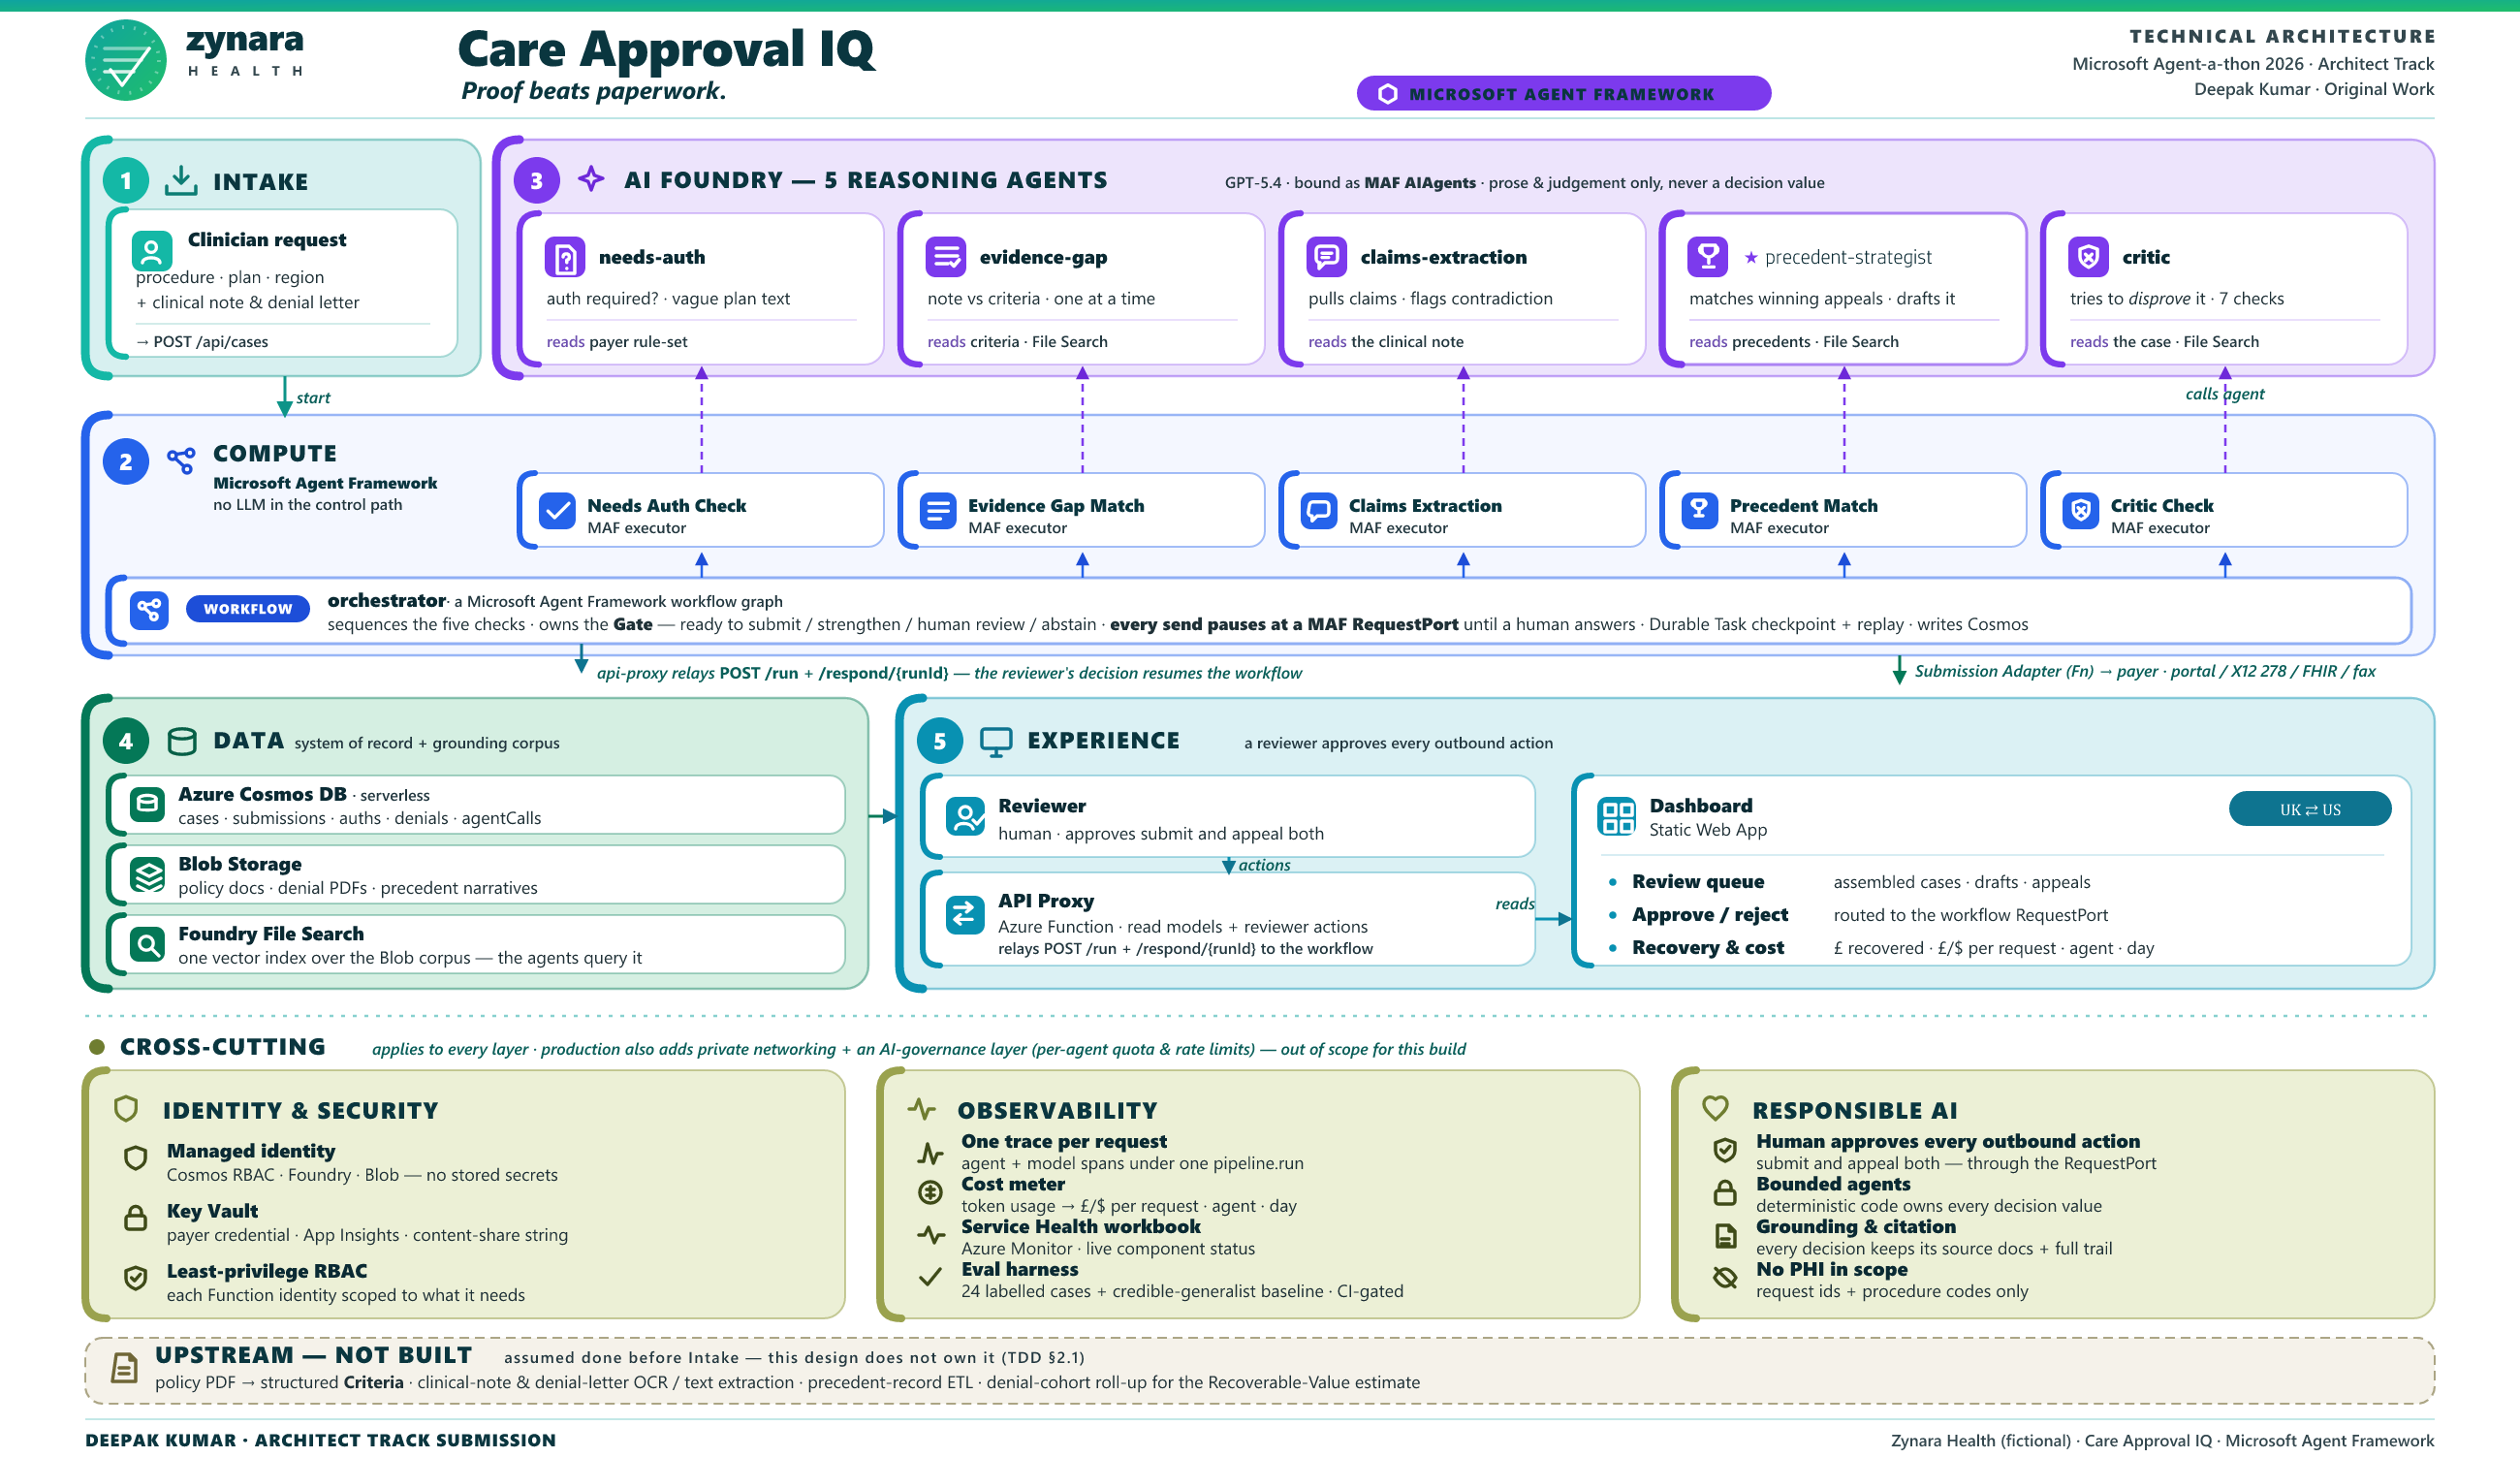 zynara
HEALTH
Care Approval IQ
Proof beats paperwork.
MICROSOFT AGENT FRAMEWORK
TECHNICAL ARCHITECTURE
Microsoft Agent-a-thon 2026 · Architect Track
Deepak Kumar · Original Work
1 INTAKE
Clinician request
procedure · plan · region
+ clinical note & denial letter
→ POST /api/cases
3 AI FOUNDRY — 5 REASONING AGENTS GPT-5.4 · bound as MAF AIAgents · prose & judgement only, never a decision value
needs-auth
auth required? · vague plan text
reads payer rule-set
evidence-gap
note vs criteria · one at a time
reads criteria · File Search
claims-extraction
pulls claims · flags contradiction
reads the clinical note
★ precedent-strategist
matches winning appeals · drafts it
reads precedents · File Search
critic
tries to disprove it · 7 checks
reads the case · File Search
start
calls agent
2 COMPUTE
Microsoft Agent Framework
no LLM in the control path
Needs Auth Check
MAF executor
Evidence Gap Match
MAF executor
Claims Extraction
MAF executor
Precedent Match
MAF executor
Critic Check
MAF executor
WORKFLOW
orchestrator · a Microsoft Agent Framework workflow graph
sequences the five checks · owns the Gate — ready to submit / strengthen / human review / abstain · every send pauses at a MAF RequestPort until a human answers · Durable Task checkpoint + replay · writes Cosmos
api-proxy relays POST /run + /respond/{runId} — the reviewer's decision resumes the workflow
Submission Adapter (Fn) → payer · portal / X12 278 / FHIR / fax
4 DATA system of record + grounding corpus
Azure Cosmos DB · serverless
cases · submissions · auths · denials · agentCalls
Blob Storage
policy docs · denial PDFs · precedent narratives
Foundry File Search
one vector index over the Blob corpus — the agents query it
5 EXPERIENCE a reviewer approves every outbound action
Reviewer
human · approves submit and appeal both
actions
API Proxy
Azure Function · read models + reviewer actions
relays POST /run + /respond/{runId} to the workflow
reads
Dashboard
Static Web App
UK ⇄ US
• Review queue assembled cases · drafts · appeals
• Approve / reject routed to the workflow RequestPort
• Recovery & cost £ recovered · £/$ per request · agent · day
CROSS-CUTTING applies to every layer · production also adds private networking + an AI-governance layer (per-agent quota & rate limits) — out of scope for this build
IDENTITY & SECURITY
Managed identity
Cosmos RBAC · Foundry · Blob — no stored secrets
Key Vault
payer credential · App Insights · content-share string
Least-privilege RBAC
each Function identity scoped to what it needs
OBSERVABILITY
One trace per request
agent + model spans under one pipeline.run
Cost meter
token usage → £/$ per request · agent · day
Service Health workbook
Azure Monitor · live component status
Eval harness
24 labelled cases + credible-generalist baseline · CI-gated
RESPONSIBLE AI
Human approves every outbound action
submit and appeal both — through the RequestPort
Bounded agents
deterministic code owns every decision value
Grounding & citation
every decision keeps its source docs + full trail
No PHI in scope
request ids + procedure codes only
UPSTREAM — NOT BUILT assumed done before Intake — this design does not own it (TDD §2.1)
policy PDF → structured Criteria · clinical-note & denial-letter OCR / text extraction · precedent-record ETL · denial-cohort roll-up for the Recoverable-Value estimate
DEEPAK KUMAR · ARCHITECT TRACK SUBMISSION
Zynara Health (fictional) · Care Approval IQ · Microsoft Agent Framework